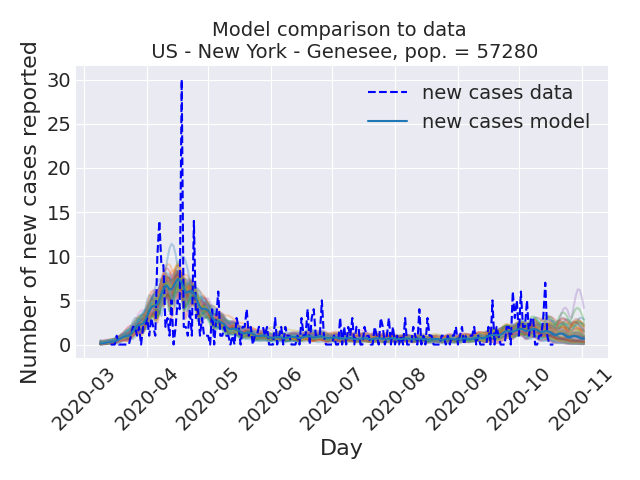 Model comparison to data
US - New York - Genesee, pop. = 57280
new cases data
new cases model
Number of new cases reported
30
25
20
15
10
5
0
2020-03
2020-04
2020-05
2020-06
2020-07
2020-08
2020-09
2020-10
2020-11
Day